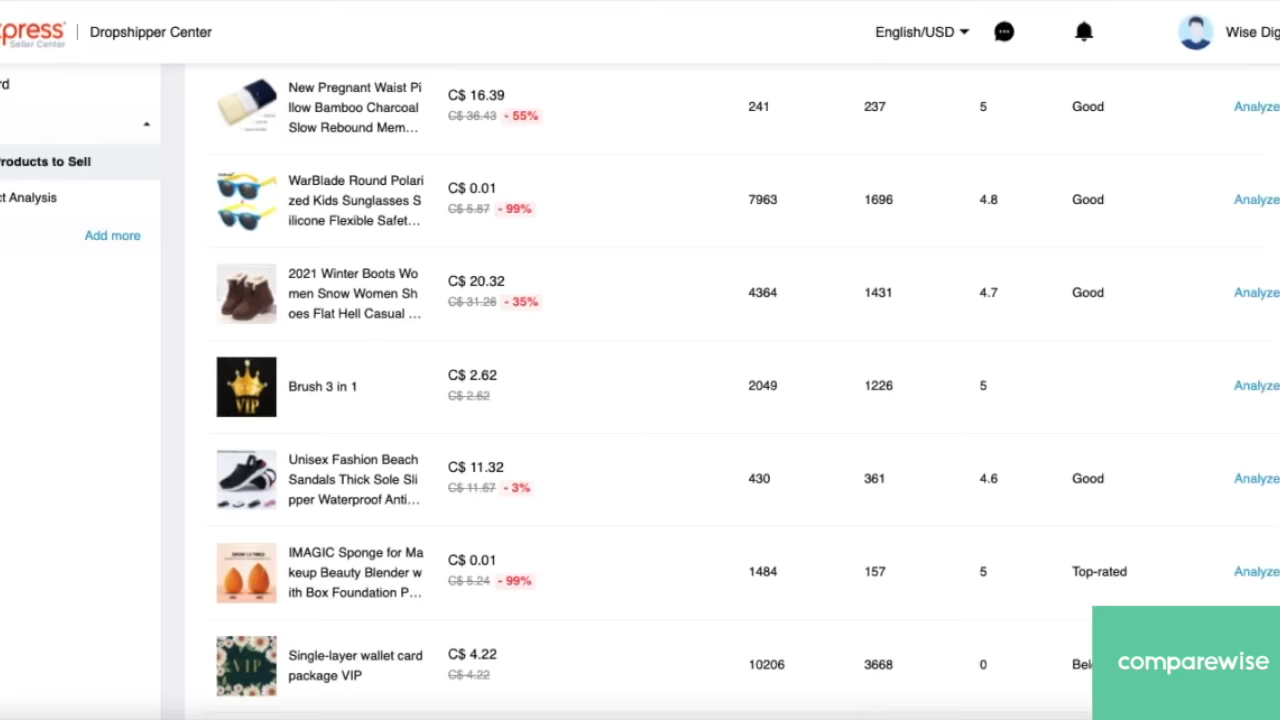 press
Seller Center
Dropshipper Center
English/USD
Wise Dig
rd
Products to Sell
ct Analysis
Add more
New Pregnant Waist Pi
llow Bamboo Charcoal
Slow Rebound Mem...
C$ 16.39
C$ 36.43 - 55%
241
237
5
Good
Analyze
WarBlade Round Polari
zed Kids Sunglasses S
ilicone Flexible Safet...
C$ 0.01
C$ 5.87 - 99%
7963
1696
4.8
Good
Analyze
2021 Winter Boots Wo
men Snow Women Sh
oes Flat Hell Casual ...
C$ 20.32
C$ 31.26 - 35%
4364
1431
4.7
Good
Analyze
VIP
Brush 3 in 1
C$ 2.62
C$ 2.62
2049
1226
5
Analyze
Unisex Fashion Beach
Sandals Thick Sole Sli
pper Waterproof Anti...
C$ 11.32
C$ 11.67 - 3%
430
361
4.6
Good
Analyze
IMAGIC Sponge for Ma
keup Beauty Blender w
ith Box Foundation P...
C$ 0.01
C$ 5.24 - 99%
1484
157
5
Top-rated
Analyze
VIP
Single-layer wallet card
package VIP
C$ 4.22
C$ 4.22
10206
3668
0
Bel
comparewise